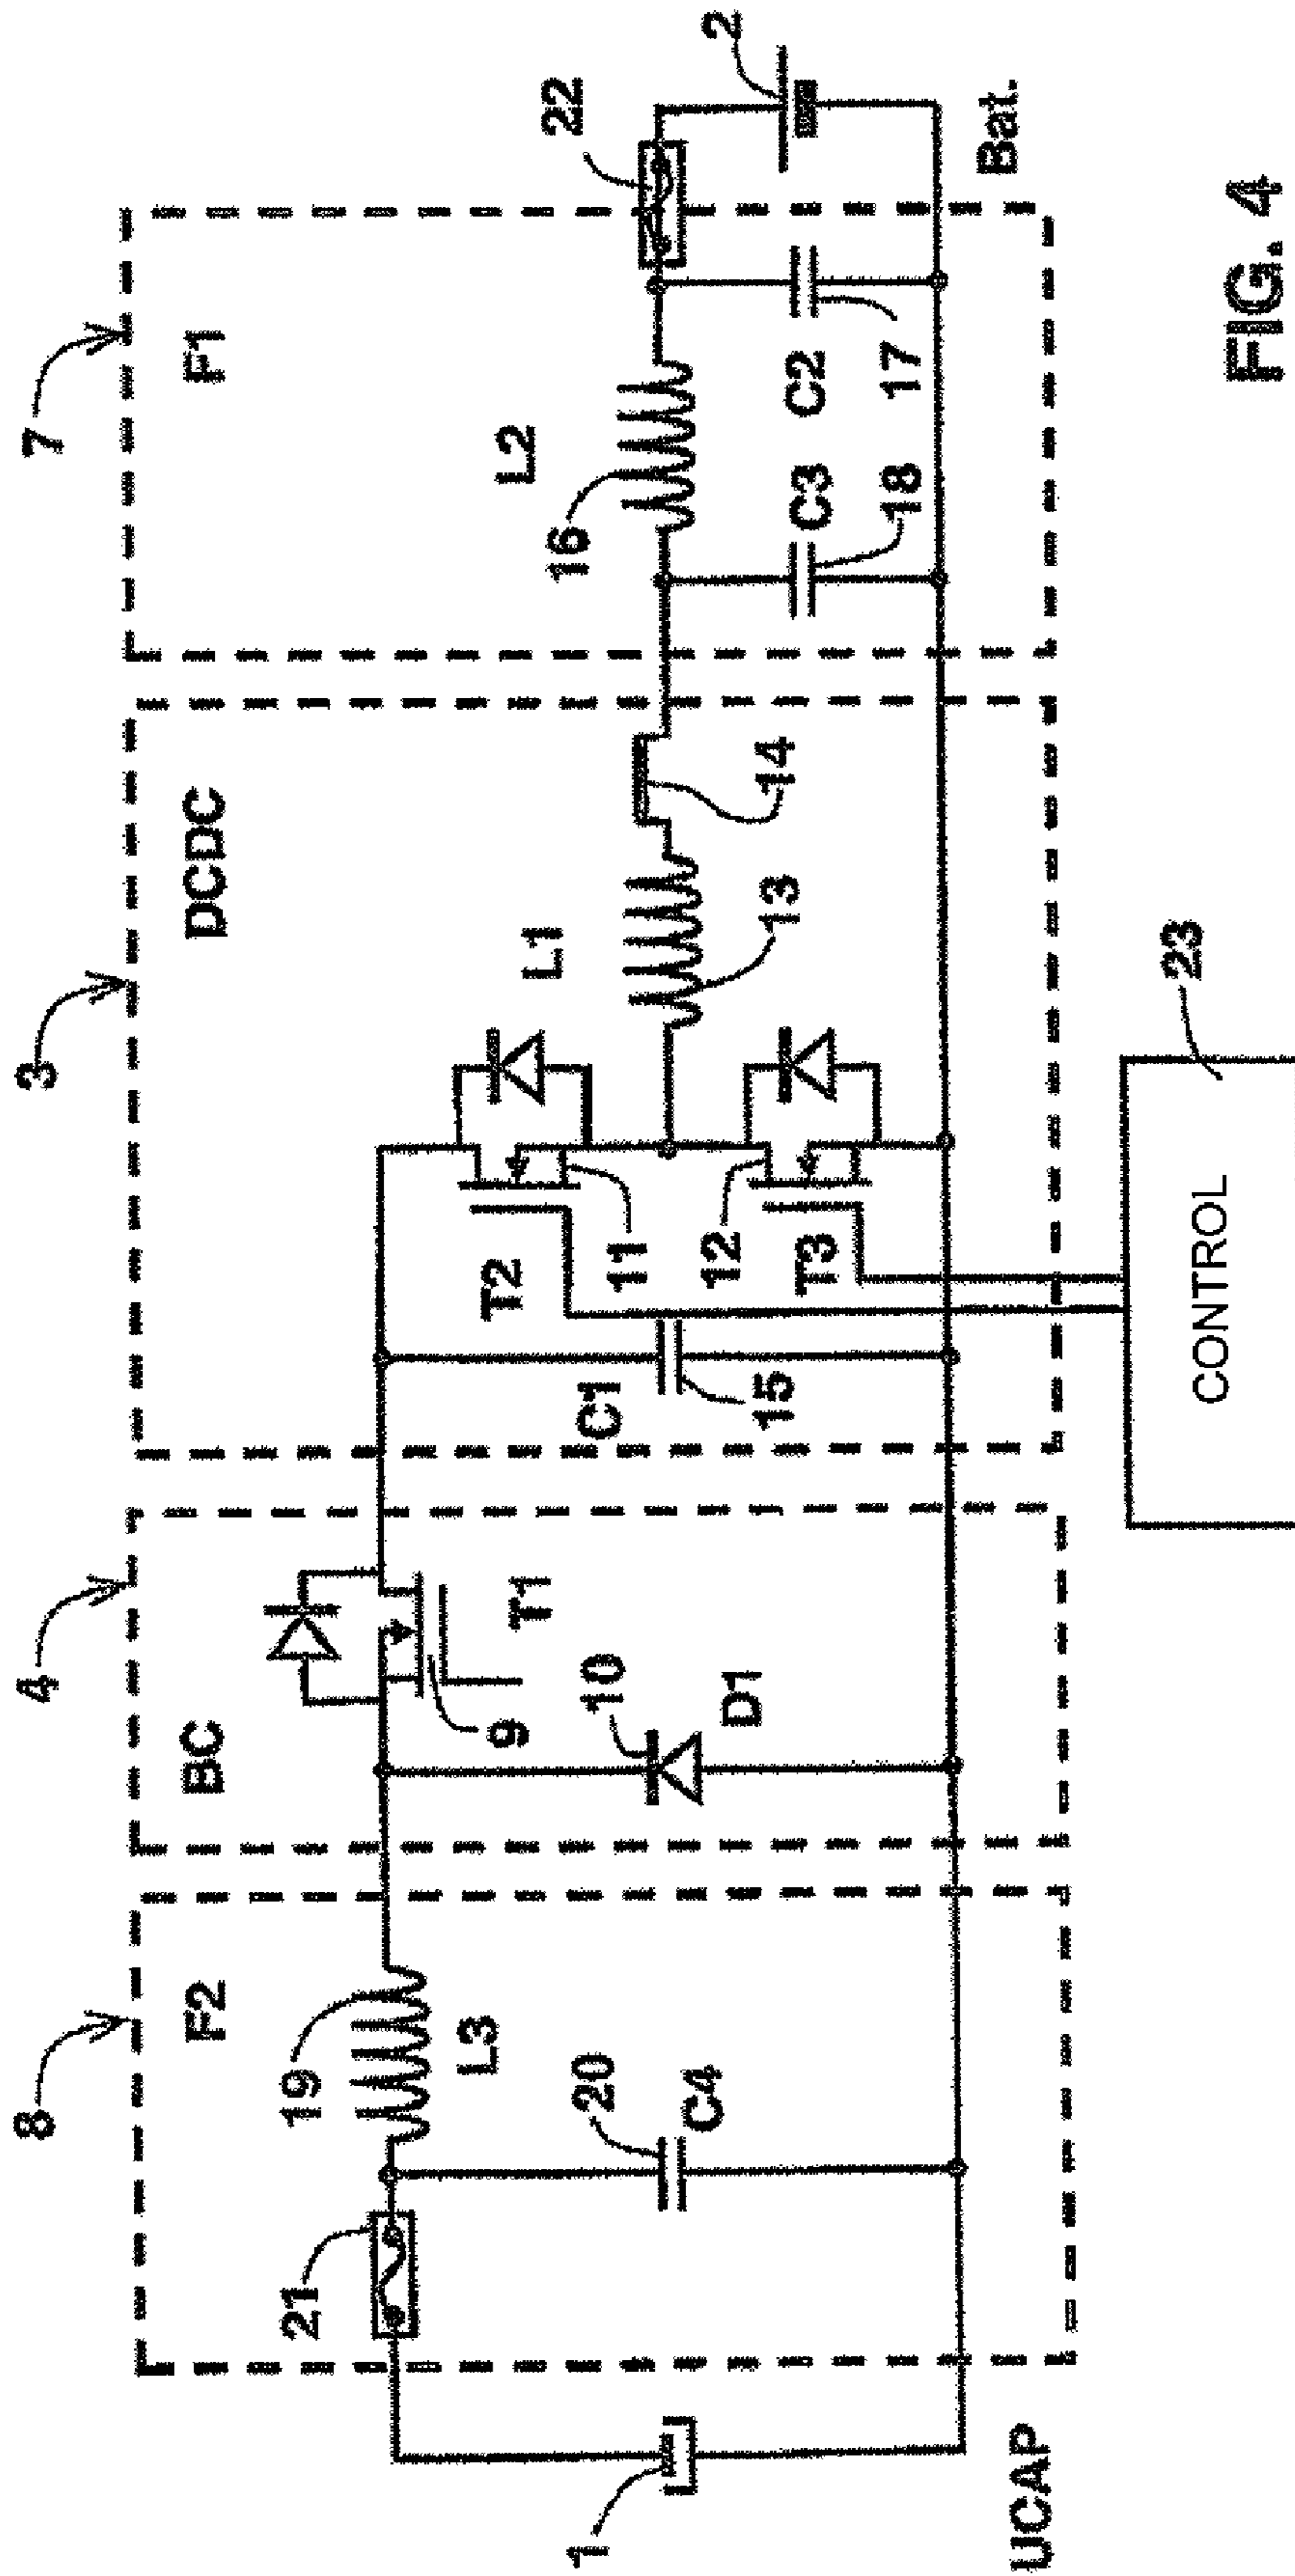 8
4
3
7
F2
BC
DCDC
F1
21
19
L3
9
T1
T2
11
L1
L2
16
22
2
20
C4
10
D1
C1
15
12
T3
13
14
C3
18
C2
17
1
UCAP
Bat.
CONTROL
23
FIG. 4